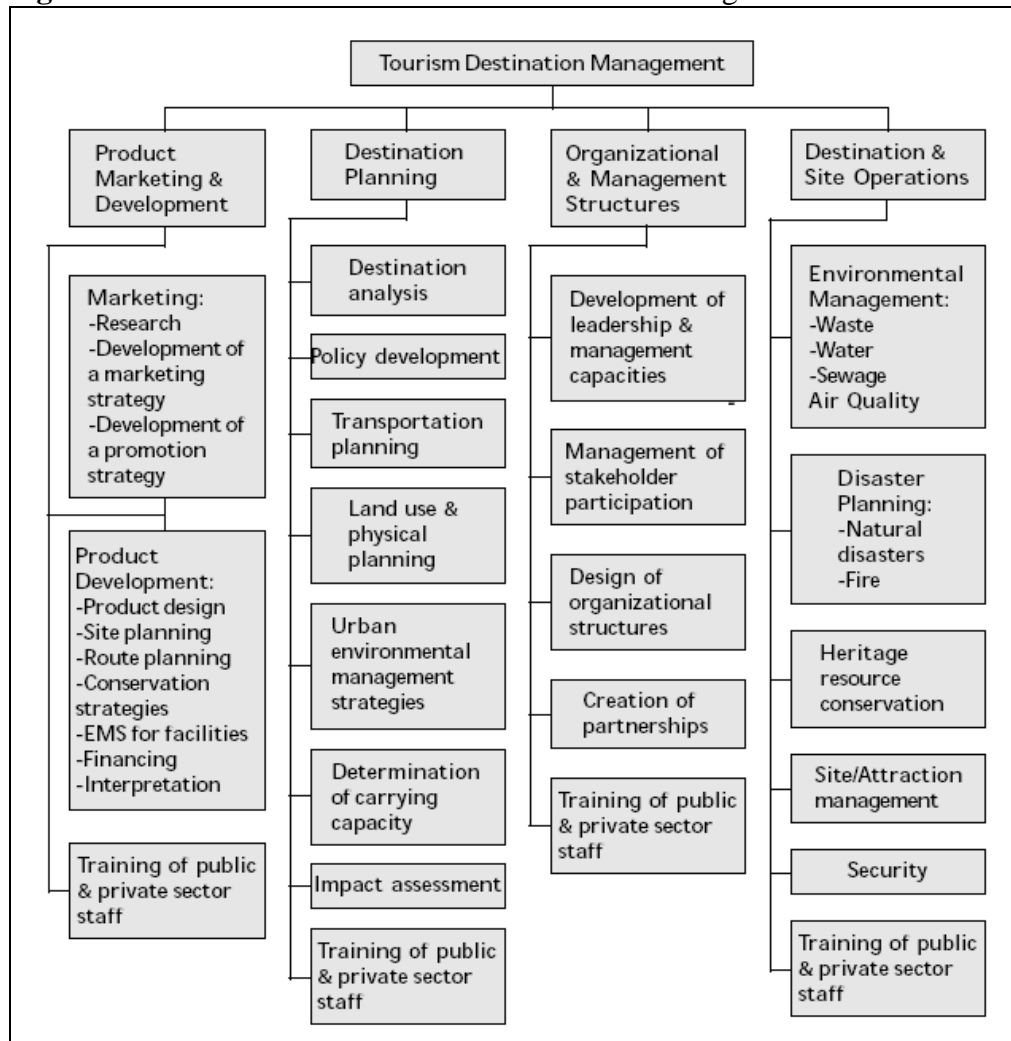 Tourism Destination Management
Product
Marketing &
Development
Marketing:
-Research
-Development of
a marketing
strategy
-Development of
a promotion
strategy
Product
Development:
-Product design
-Site planning
-Route planning
-Conservation
strategies
-EMS for facilities
-Financing
-Interpretation
Training of public
& private sector
staff
Destination
Planning
Destination
analysis
Policy development
Transportation
planning
Land use &
physical
planning
Urban
environmental
management
strategies
Determination
of carrying
capacity
Impact assessment
Training of public
& private sector
staff
Organizational
& Management
Structures
Development of
leadership &
management
capacities
-
Management of
stakeholder
participation
Design of
organizational
structures
Creation of
partnerships
Training of public
& private sector
staff
Destination &
Site Operations
Environmental
Management:
-Waste
-Water
-Sewage
Air Quality
Disaster
Planning:
-Natural
disasters
-Fire
Heritage
resource
conservation
Site/Attraction
management
Security
Training of public
& private sector
staff